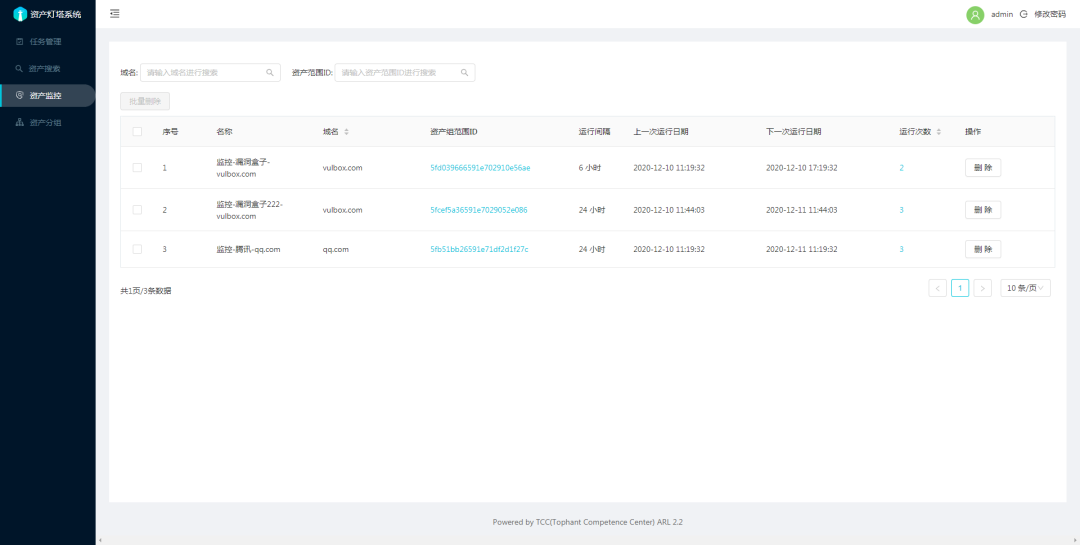 资产灯塔系统
admin 修改密码
任务管理
资产搜索
资产监控
资产分组
域名: 请输入域名进行搜索 资产范围ID: 请输入资产范围ID进行搜索
批量删除
序号 名称 域名 资产组范围ID 运行间隔 上一次运行日期 下一次运行日期 运行次数 操作
1 监控-漏洞盒子-vulbox.com vulbox.com 5fd039666591e702910e56ae 6 小时 2020-12-10 11:19:32 2020-12-10 17:19:32 2 删 除
2 监控-漏洞盒子222-vulbox.com vulbox.com 5fcef5a36591e7029052e086 24 小时 2020-12-10 11:44:03 2020-12-11 11:44:03 3 删 除
3 监控-腾讯-qq.com qq.com 5fb51bb26591e71df2d1f27c 24 小时 2020-12-10 11:19:32 2020-12-11 11:19:32 3 删 除
共1页/3条数据
1 10 条/页
Powered by TCC(Tophant Competence Center) ARL 2.2